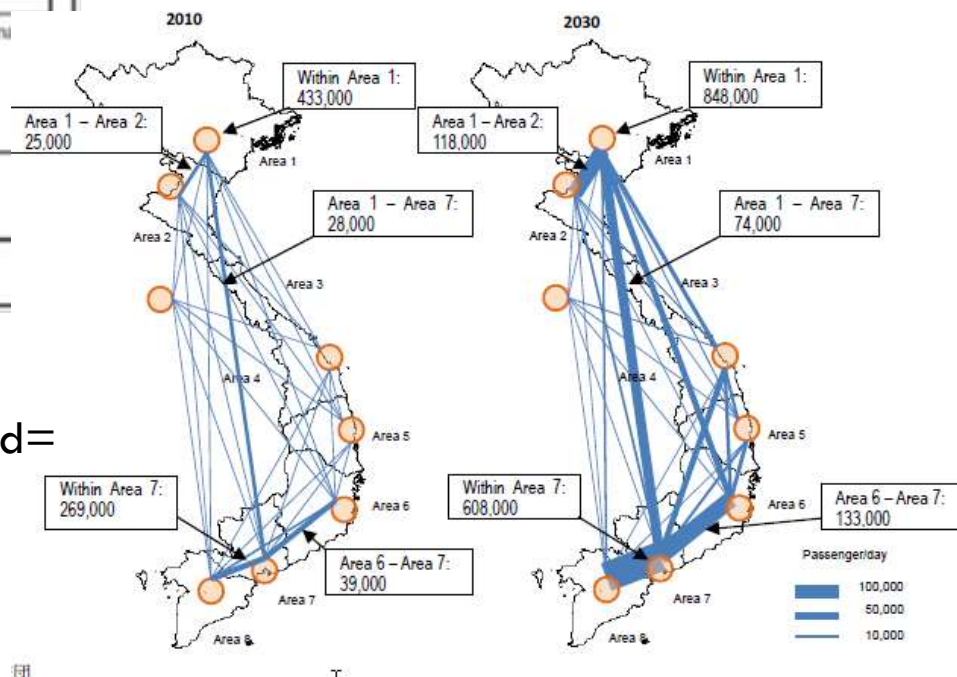 2010
Within Area 1:
433,000
Area 1 – Area 2:
25,000
Area 1
Area 1 – Area 7:
28,000
Area 2
Area 3
Area 4
Area 5
Within Area 7:
269,000
Area 6
Area 6 – Area 7:
39,000
Area 7
Area 8
d=
2030
Within Area 1:
848,000
Area 1 – Area 2:
118,000
Area 1
Area 1 – Area 7:
74,000
Area 2
Area 3
Area 4
Area 5
Within Area 7:
608,000
Area 6
Area 6 – Area 7:
133,000
Area 7
Area 8
Passenger/day
100,000
50,000
10,000